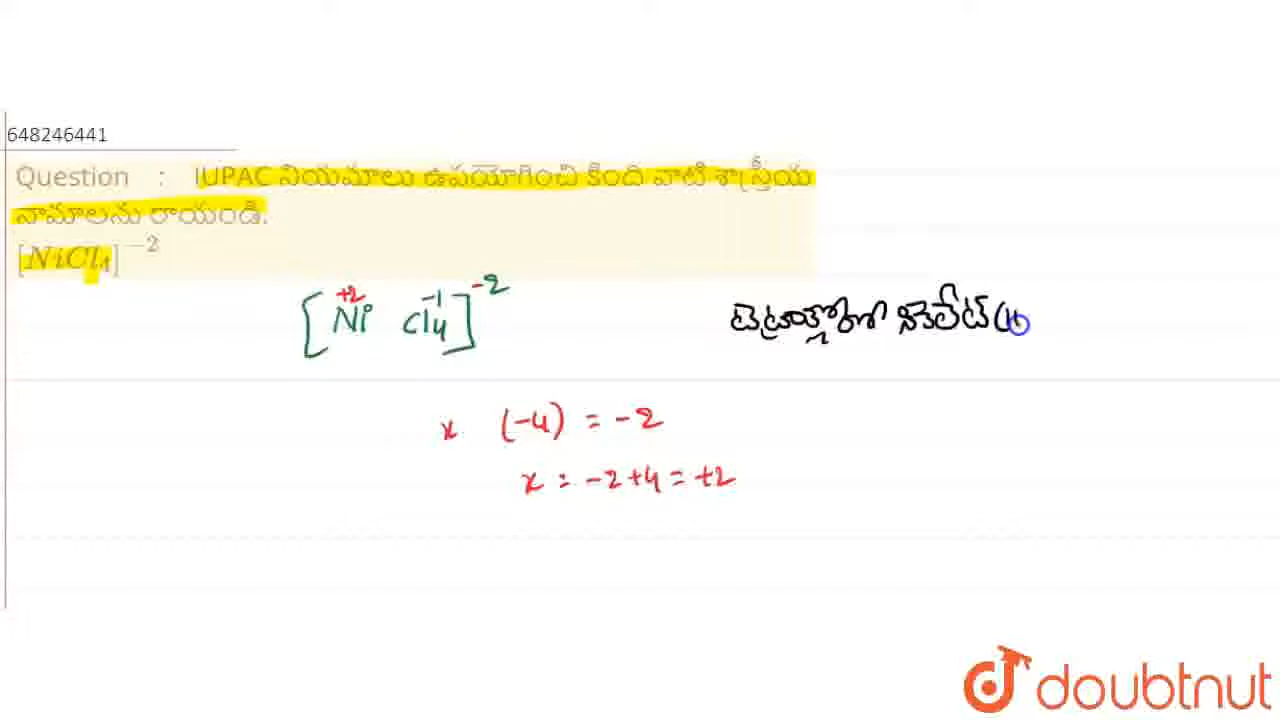 648246441
Question : IUPAC నియమాలు ఉపయోగించి కింది వాటి శాస్త్రీయ
నామాలను రాయండి.
[NiCl4]−2
[Ni+2 Cl4−1]−2
టెట్రాక్లోరో నికెలేట్ (II
x (−4) = −2
x = −2+4 = +2
doubtnut